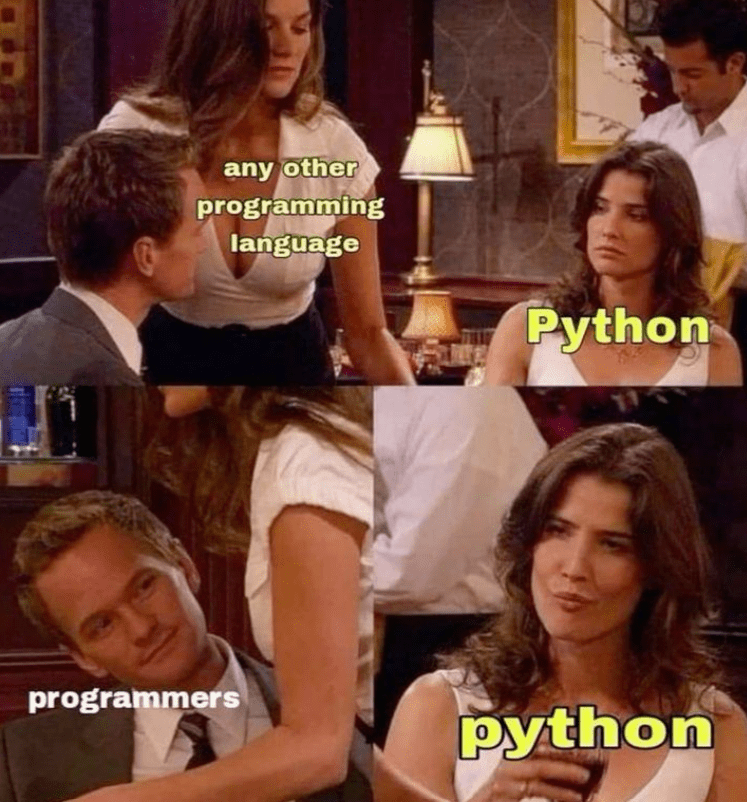 any other
programming
language
Python
programmers
python